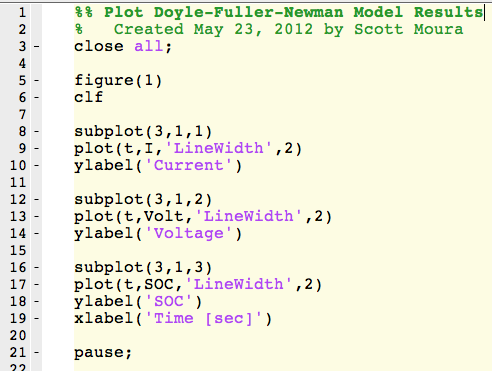 1 %% Plot Doyle-Fuller-Newman Model Results
2 %   Created May 23, 2012 by Scott Moura
3 - close all;
4
5 - figure(1)
6 - clf
7
8 - subplot(3,1,1)
9 - plot(t,I,'LineWidth',2)
10 - ylabel('Current')
11
12 - subplot(3,1,2)
13 - plot(t,Volt,'LineWidth',2)
14 - ylabel('Voltage')
15
16 - subplot(3,1,3)
17 - plot(t,SOC,'LineWidth',2)
18 - ylabel('SOC')
19 - xlabel('Time [sec]')
20
21 - pause;
22